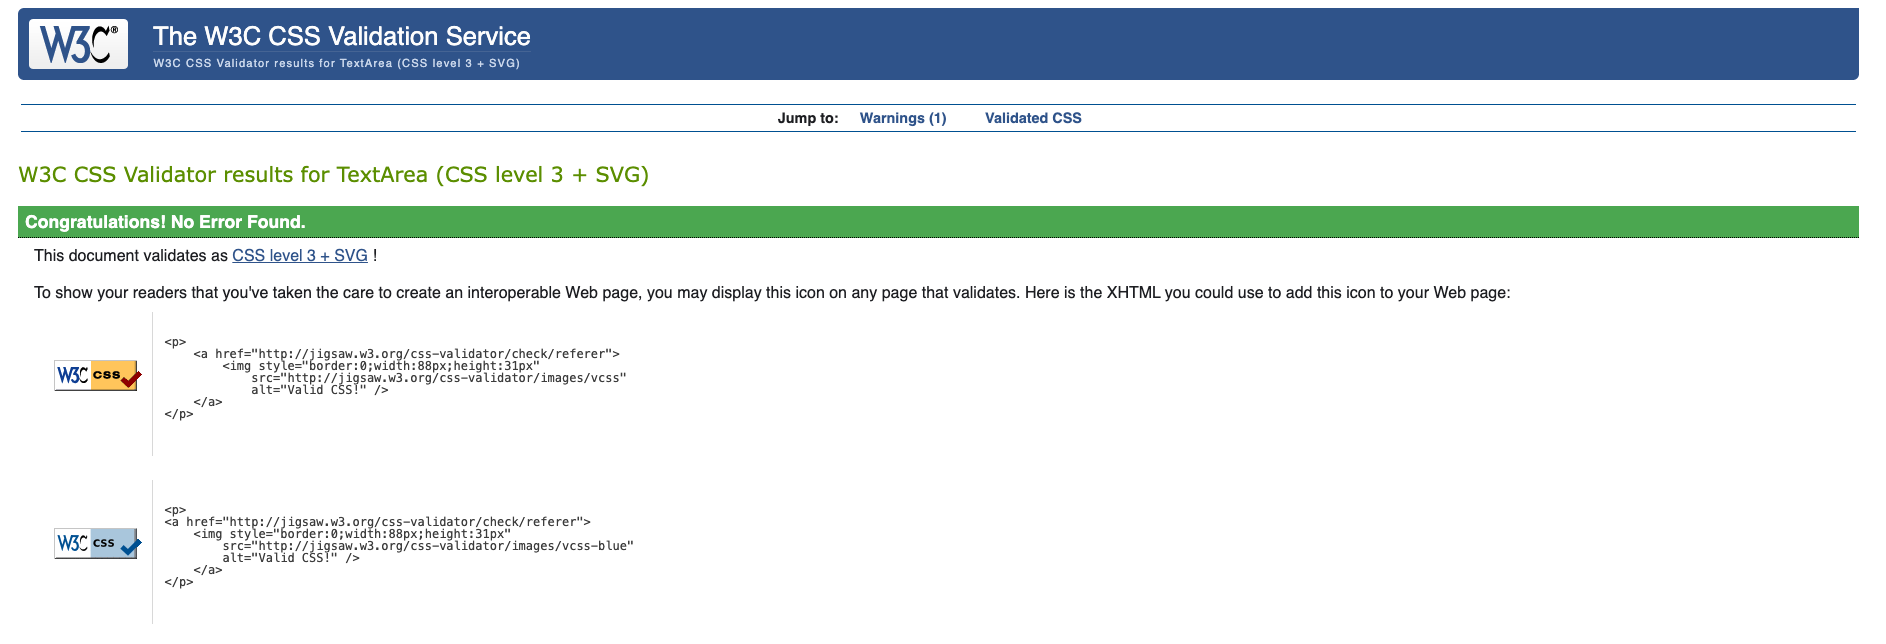 W3C®
The W3C CSS Validation Service
W3C CSS Validator results for TextArea (CSS level 3 + SVG)
Jump to: Warnings (1) Validated CSS
W3C CSS Validator results for TextArea (CSS level 3 + SVG)
Congratulations! No Error Found.
This document validates as CSS level 3 + SVG !
To show your readers that you've taken the care to create an interoperable Web page, you may display this icon on any page that validates. Here is the XHTML you could use to add this icon to your Web page:
W3C css
<p>
    <a href="http://jigsaw.w3.org/css-validator/check/referer">
        <img style="border:0;width:88px;height:31px"
            src="http://jigsaw.w3.org/css-validator/images/vcss"
            alt="Valid CSS!" />
    </a>
</p>
W3C css
<p>
<a href="http://jigsaw.w3.org/css-validator/check/referer">
    <img style="border:0;width:88px;height:31px"
        src="http://jigsaw.w3.org/css-validator/images/vcss-blue"
        alt="Valid CSS!" />
    </a>
</p>